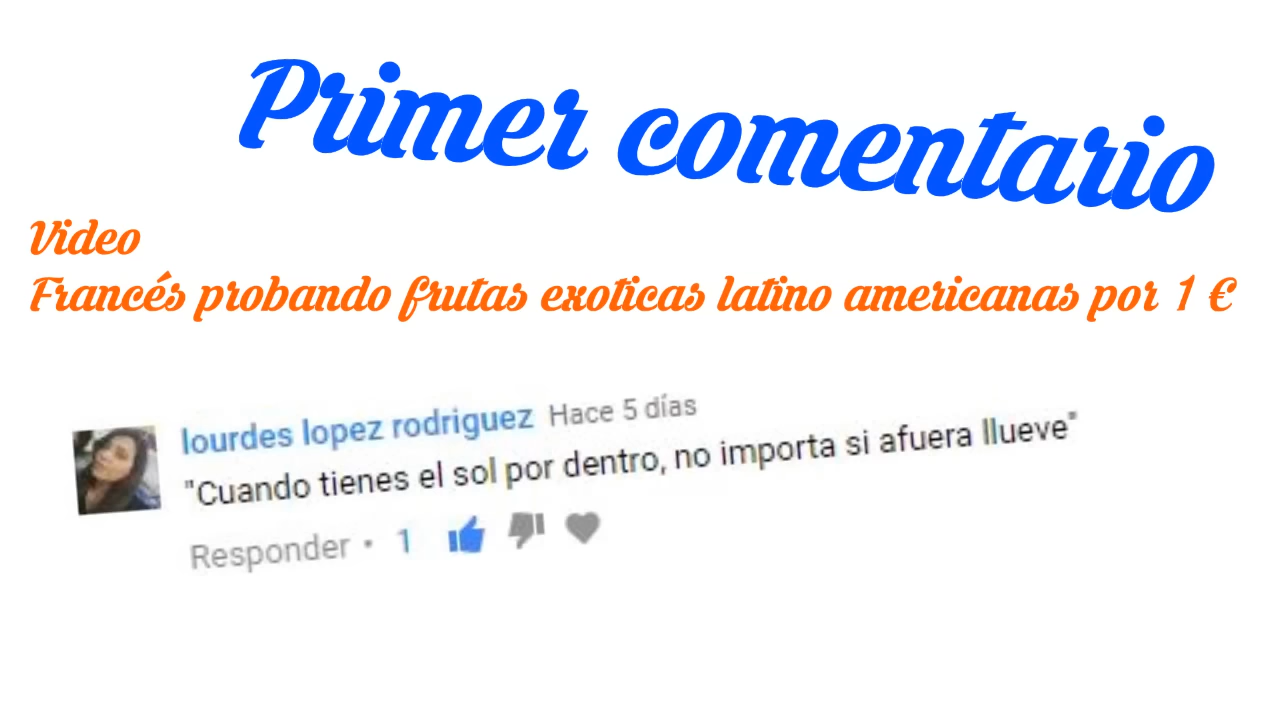 Primer comentario
Video
Francés probando frutas exoticas latino americanas por 1 €
lourdes lopez rodriguez Hace 5 días
"Cuando tienes el sol por dentro, no importa si afuera llueve"
Responder • 1